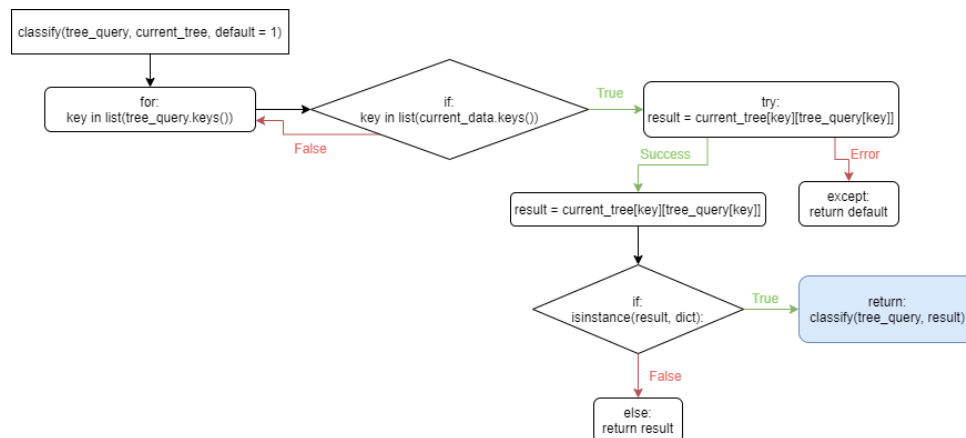 classify(tree_query, current_tree, default = 1)
for:
key in list(tree_query.keys())
if:
key in list(current_data.keys())
True
False
try:
result = current_tree[key][tree_query[key]]
Success
Error
result = current_tree[key][tree_query[key]]
except:
return default
if:
isinstance(result, dict):
True
return:
classify(tree_query, result)
False
else:
return result